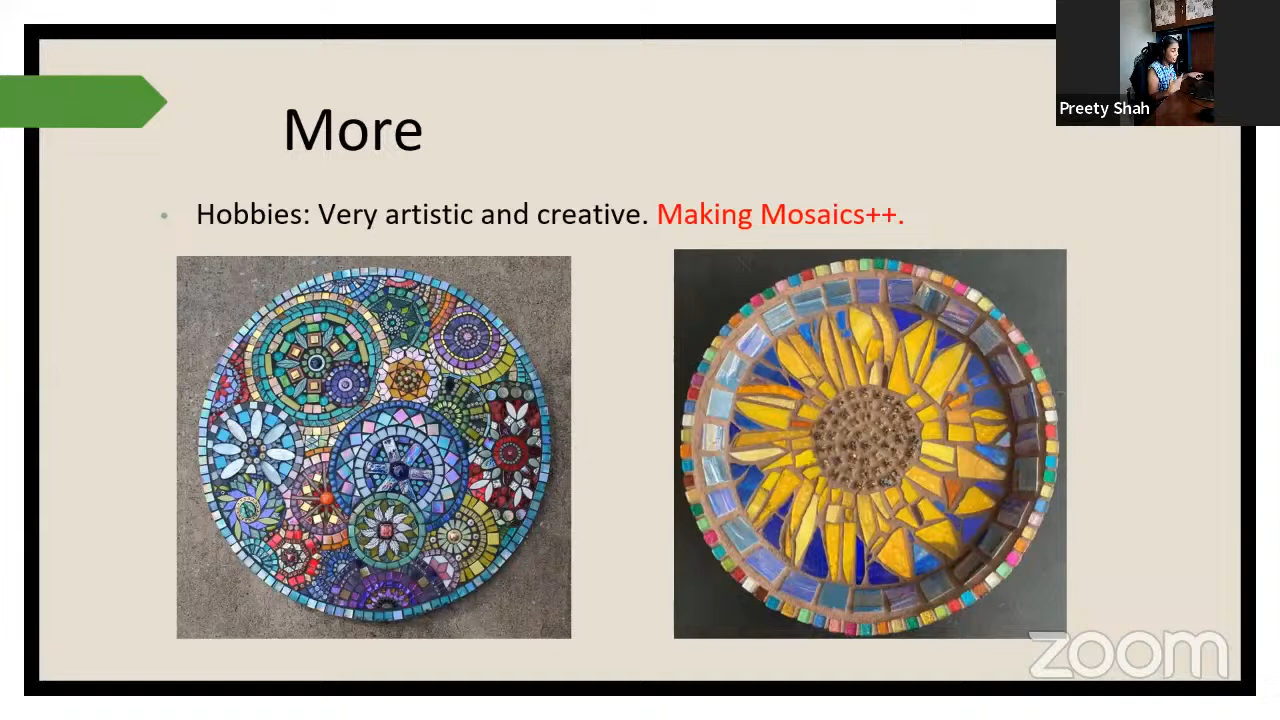 Preety Shah
More
• Hobbies: Very artistic and creative. Making Mosaics++.
zoom